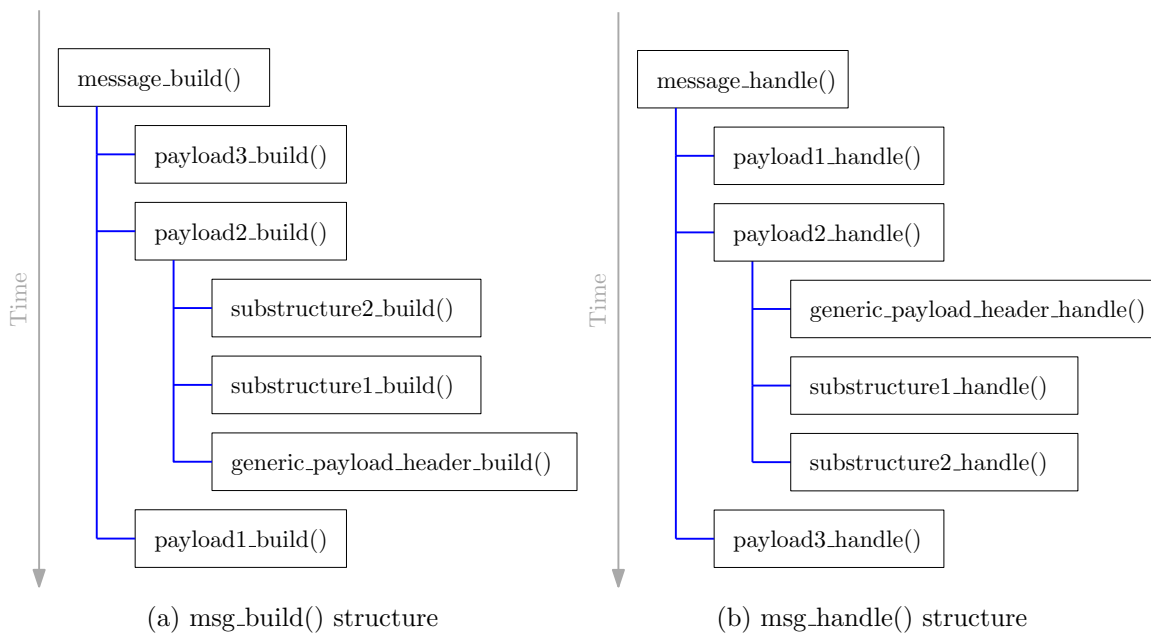 Time
message_build()
payload3_build()
payload2_build()
substructure2_build()
substructure1_build()
generic_payload_header_build()
payload1_build()
(a) msg_build() structure
Time
message_handle()
payload1_handle()
payload2_handle()
generic_payload_header_handle()
substructure1_handle()
substructure2_handle()
payload3_handle()
(b) msg_handle() structure